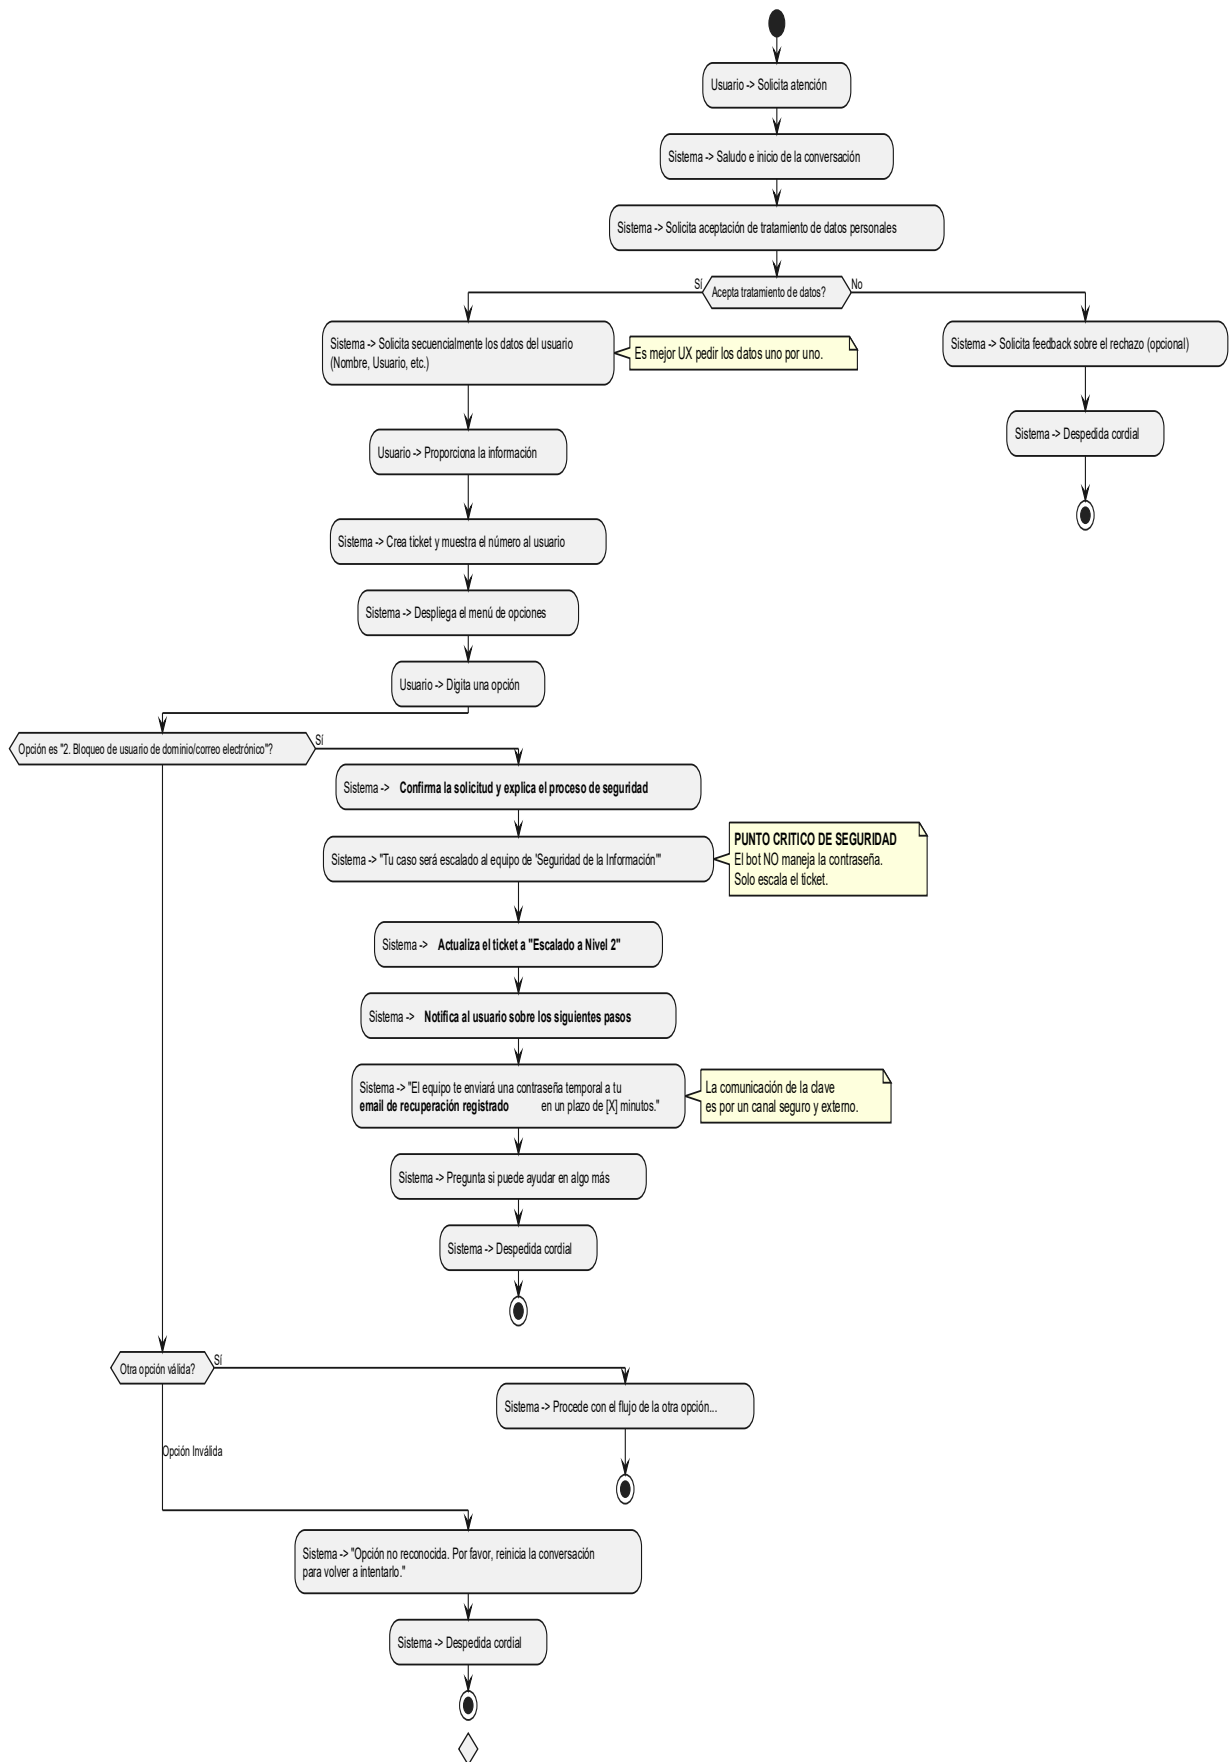 Usuario -> Solicita atención
Sistema -> Saludo e inicio de la conversación
Sistema -> Solicita aceptación de tratamiento de datos personales
Sí
Acepta tratamiento de datos?
No
Sistema -> Solicita secuencialmente los datos del usuario
(Nombre, Usuario, etc.)
Es mejor UX pedir los datos uno por uno.
Sistema -> Solicita feedback sobre el rechazo (opcional)
Usuario -> Proporciona la información
Sistema -> Despedida cordial
Sistema -> Crea ticket y muestra el número al usuario
Sistema -> Despliega el menú de opciones
Usuario -> Digita una opción
Opción es "2. Bloqueo de usuario de dominio/correo electrónico"?
Sí
Sistema -> Confirma la solicitud y explica el proceso de seguridad
Sistema -> "Tu caso será escalado al equipo de 'Seguridad de la Información'"
PUNTO CRITICO DE SEGURIDAD
El bot NO maneja la contraseña.
Solo escala el ticket.
Sistema -> Actualiza el ticket a "Escalado a Nivel 2"
Sistema -> Notifica al usuario sobre los siguientes pasos
Sistema -> "El equipo te enviará una contraseña temporal a tu
email de recuperación registrado en un plazo de [X] minutos."
La comunicación de la clave
es por un canal seguro y externo.
Sistema -> Pregunta si puede ayudar en algo más
Sistema -> Despedida cordial
Otra opción válida?
Sí
Sistema -> Procede con el flujo de la otra opción...
Opción Inválida
Sistema -> "Opción no reconocida. Por favor, reinicia la conversación
para volver a intentarlo."
Sistema -> Despedida cordial